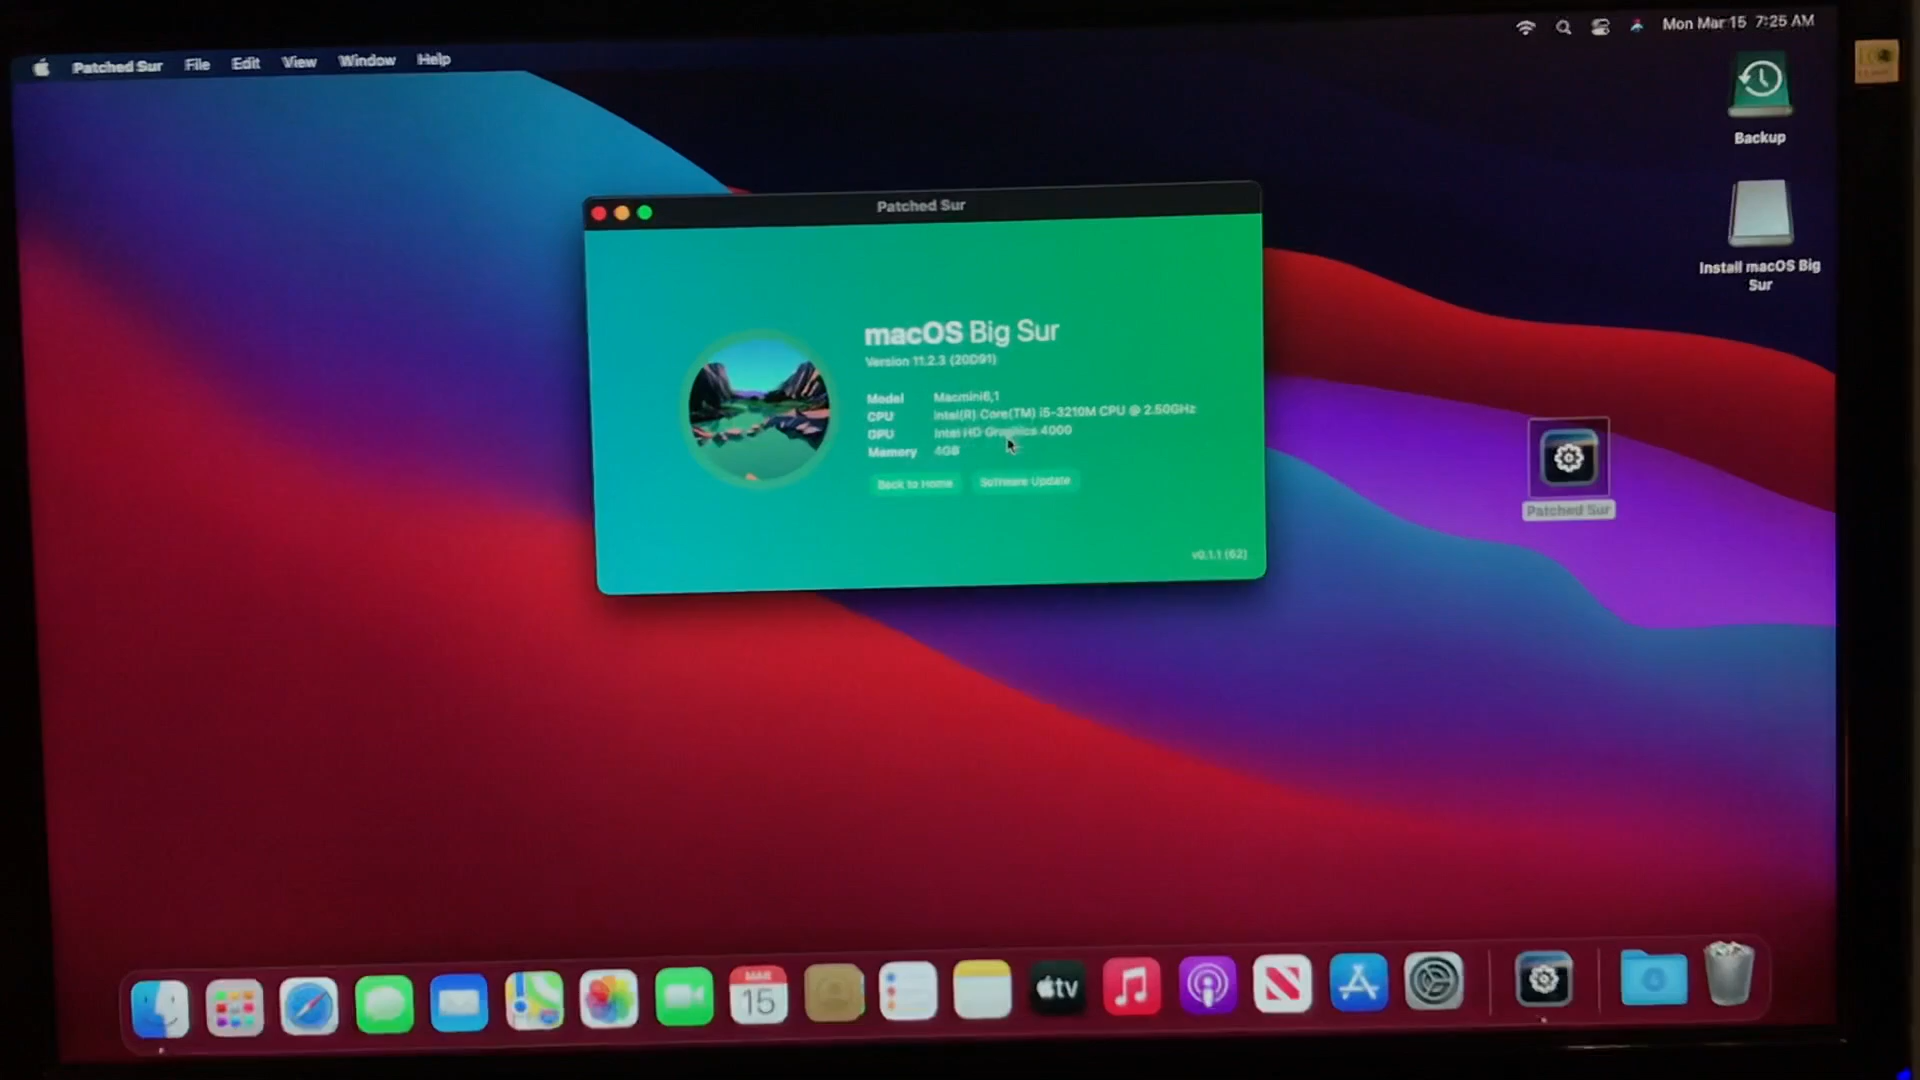 Patched Sur File Edit View Window Help
Mon Mar 15 7:25 AM
Backup
Install macOS Big
Sur
Patched Sur
macOS Big Sur
Version 11.2.3 (20D91)
Model Macmini6,1
CPU Intel(R) Core(TM) i5-3210M CPU @ 2.50GHz
GPU Intel HD Graphics 4000
Memory 4GB
Back to Home Software Update
v0.1.1 (62)
Patched Sur
MAR
15
tv